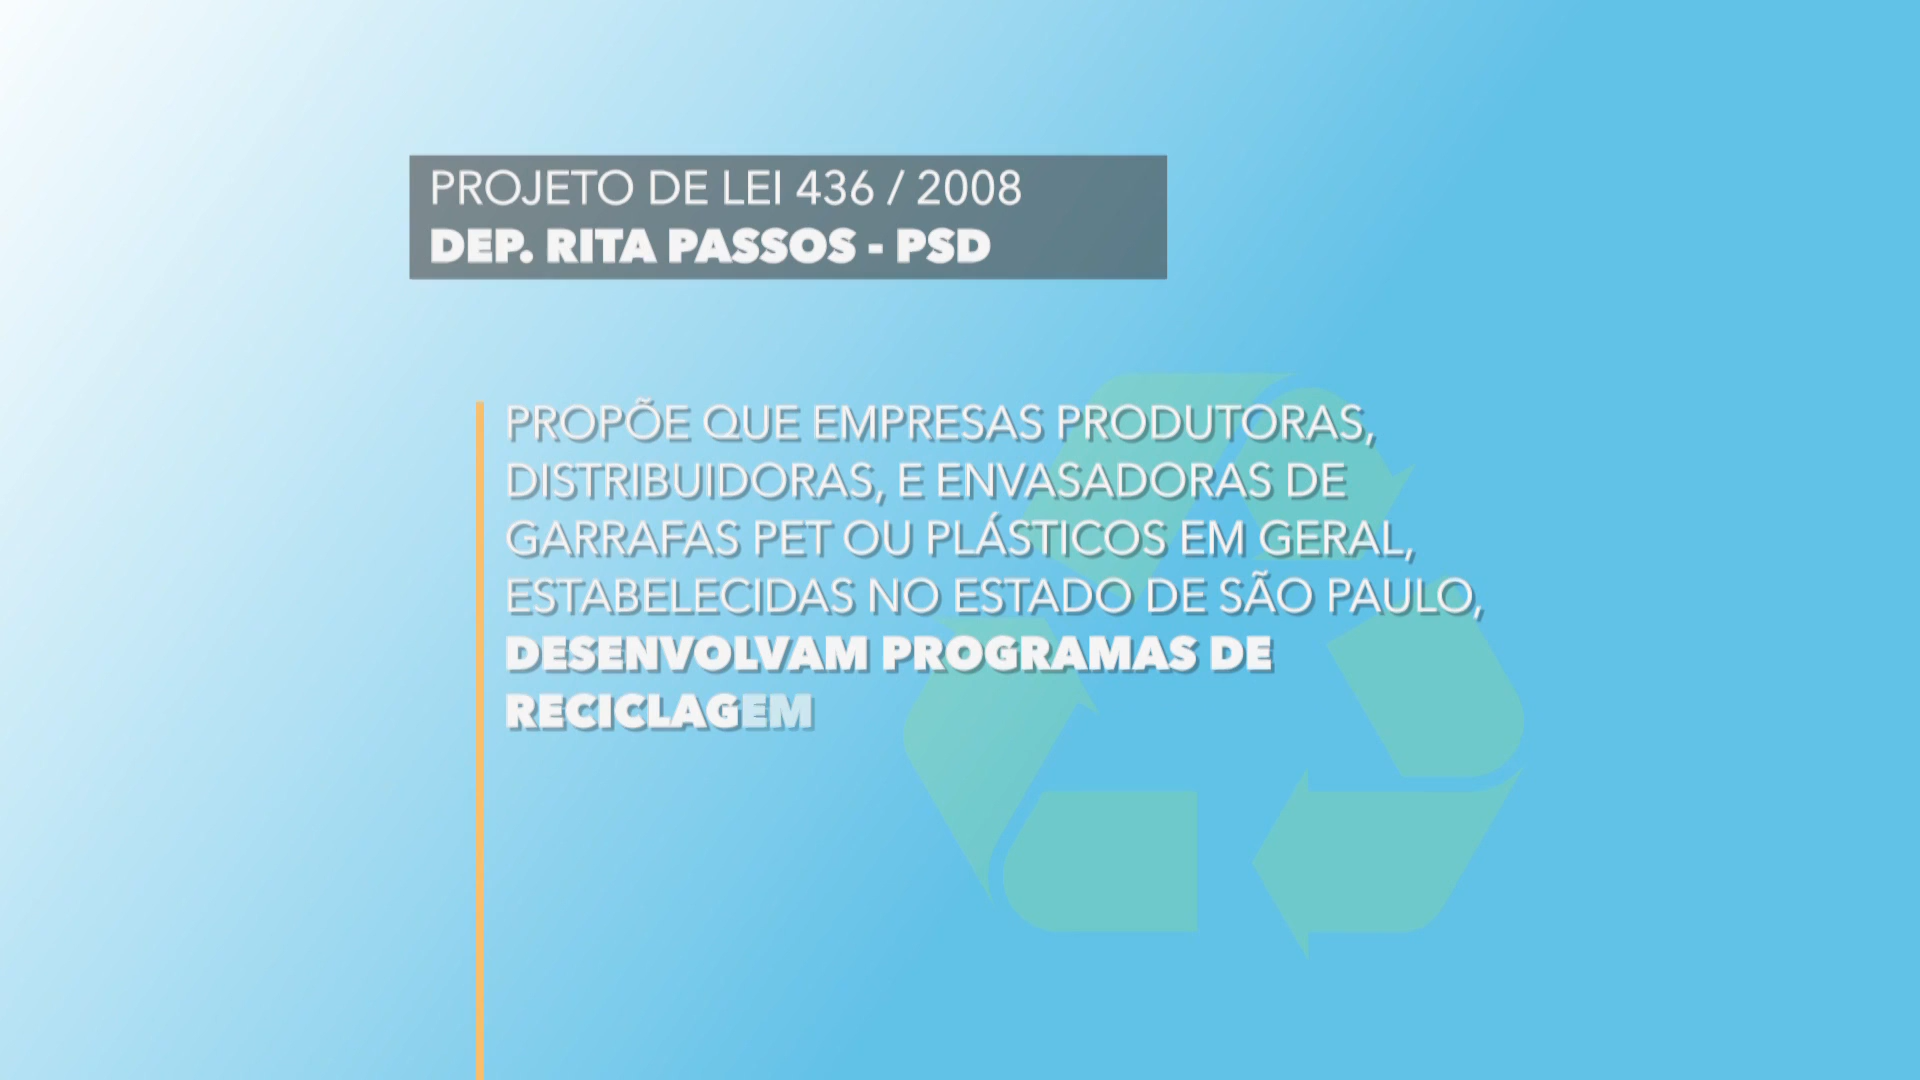 PROJETO DE LEI 436 / 2008
DEP. RITA PASSOS - PSD
PROPÕE QUE EMPRESAS PRODUTORAS,
DISTRIBUIDORAS, E ENVASADORAS DE
GARRAFAS PET OU PLÁSTICOS EM GERAL,
ESTABELECIDAS NO ESTADO DE SÃO PAULO,
DESENVOLVAM PROGRAMAS DE
RECICLAGEM